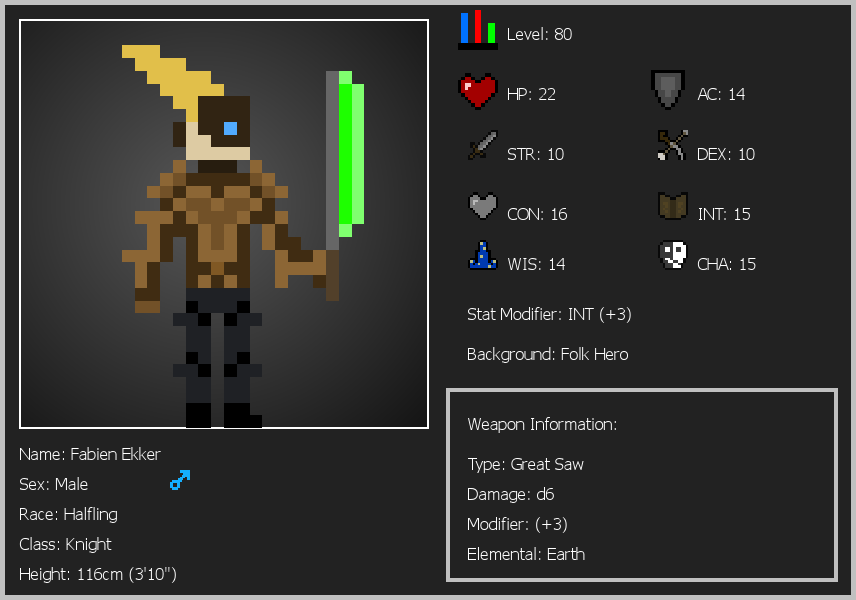 Level: 80
HP: 22
AC: 14
STR: 10
DEX: 10
CON: 16
INT: 15
WIS: 14
CHA: 15
Stat Modifier: INT (+3)
Background: Folk Hero
Weapon Information:
Type: Great Saw
Damage: d6
Modifier: (+3)
Elemental: Earth
Name: Fabien Ekker
Sex: Male
Race: Halfling
Class: Knight
Height: 116cm (3'10")